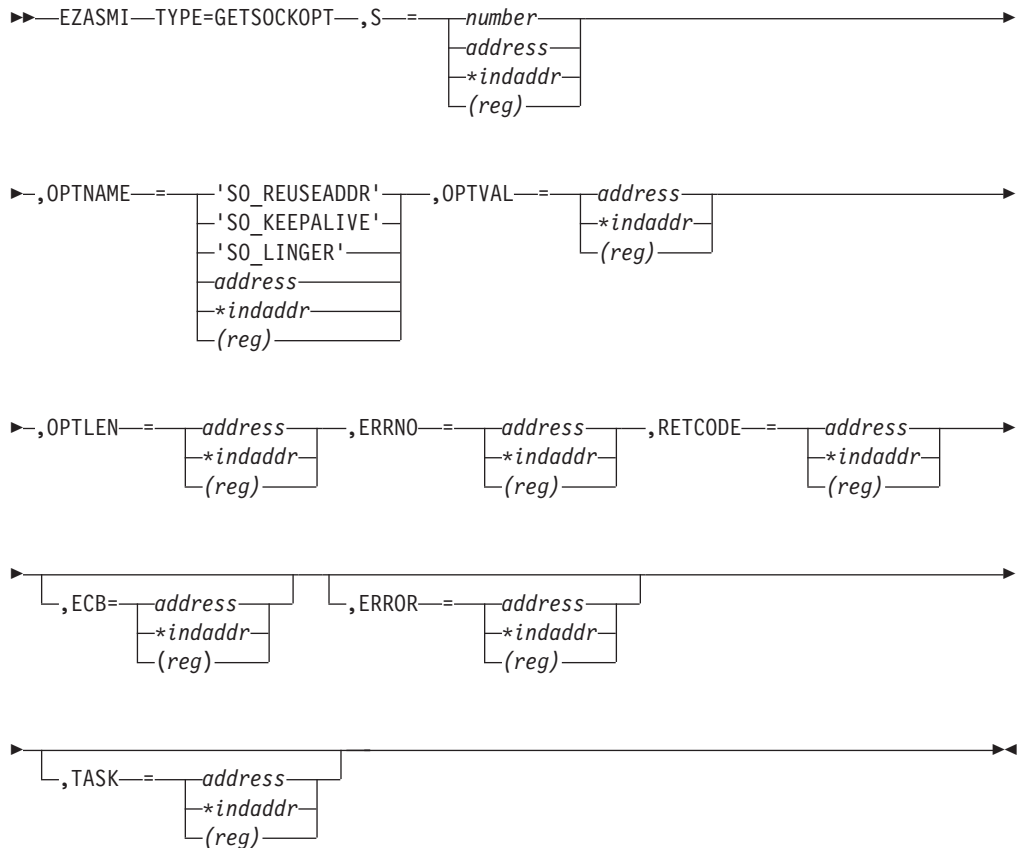 EZASMI TYPE=GETSOCKOPT ,S = number
address
*indaddr
(reg)
,OPTNAME = 'SO_REUSEADDR' ,OPTVAL = address
'SO_KEEPALIVE' *indaddr
'SO_LINGER' (reg)
address
*indaddr
(reg)
,OPTLEN = address ,ERRNO = address ,RETCODE = address
*indaddr *indaddr *indaddr
(reg) (reg) (reg)
,ECB= address ,ERROR = address
*indaddr *indaddr
(reg) (reg)
,TASK = address
*indaddr
(reg)